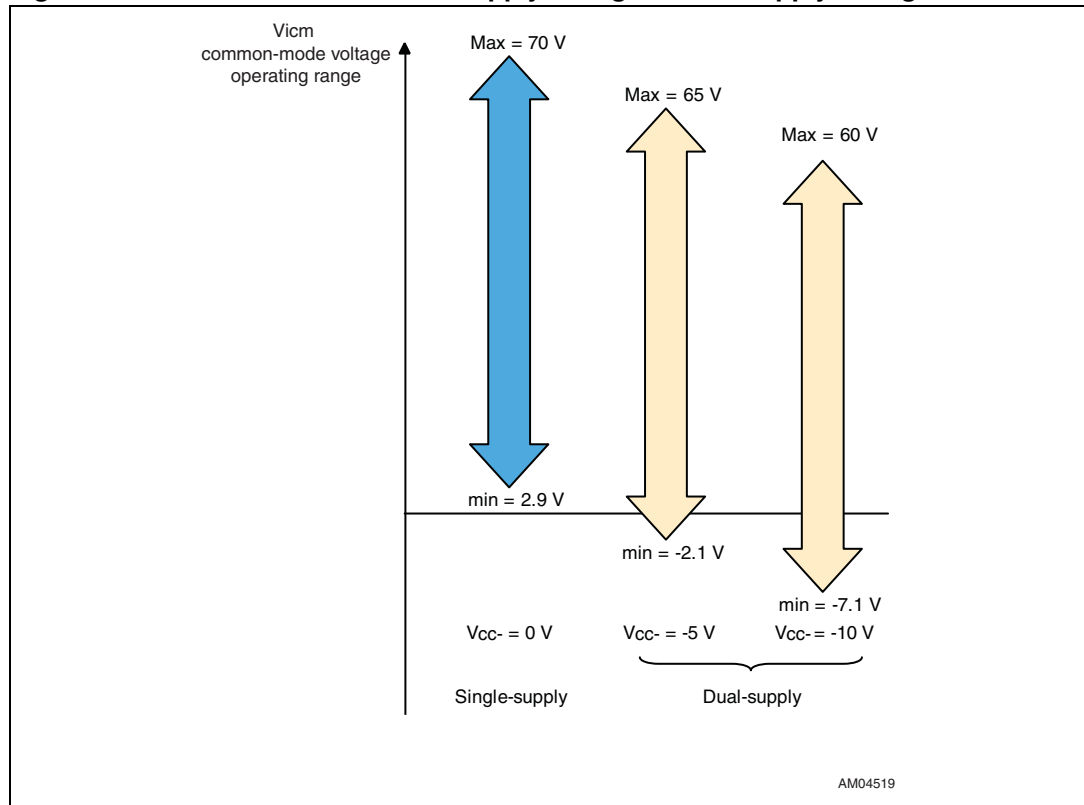 Vicm
common-mode voltage
operating range
Max = 70 V
Max = 65 V
Max = 60 V
min = 2.9 V
min = -2.1 V
min = -7.1 V
Vcc- = 0 V
Vcc- = -5 V
Vcc- = -10 V
Single-supply
Dual-supply
AM04519